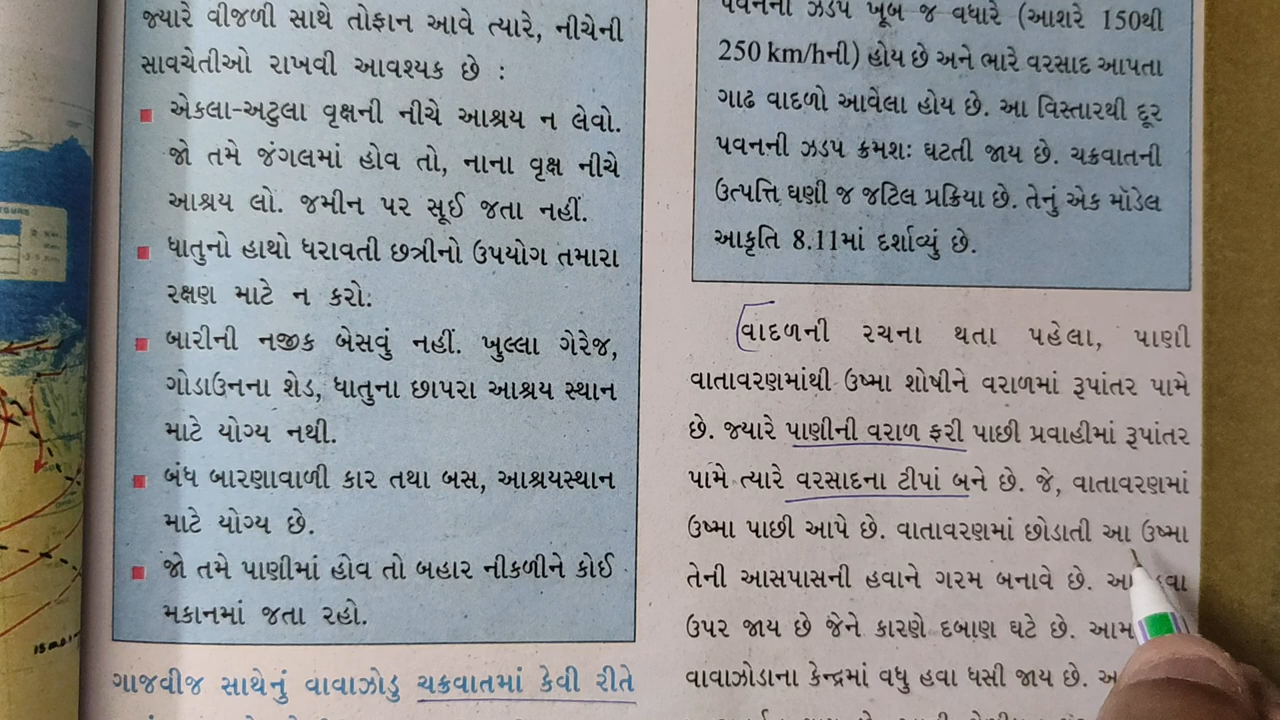 જ્યારે વીજળી સાથે તોફાન આવે ત્યારે, નીચેની
સાવચેતીઓ રાખવી આવશ્યક છે :
એકલા-અટુલા વૃક્ષની નીચે આશ્રય ન લેવો.
જો તમે જંગલમાં હોવ તો, નાના વૃક્ષ નીચે
આશ્રય લો. જમીન પર સૂઈ જતા નહીં.
ધાતુનો હાથો ધરાવતી છત્રીનો ઉપયોગ તમારા
રક્ષણ માટે ન કરો.
બારીની નજીક બેસવું નહીં. ખુલ્લા ગેરેજ,
ગોડાઉનના શેડ, ધાતુના છાપરા આશ્રય સ્થાન
માટે યોગ્ય નથી.
બંધ બારણાવાળી કાર તથા બસ, આશ્રયસ્થાન
માટે યોગ્ય છે.
જો તમે પાણીમાં હોવ તો બહાર નીકળીને કોઈ
મકાનમાં જતા રહો.
ગાજવીજ સાથેનું વાવાઝોડુ ચક્રવાતમાં કેવી રીતે
પવનની ઝડપ ખૂબ જ વધારે (આશરે 150થી
250 km/hની) હોય છે અને ભારે વરસાદ આપતા
ગાઢ વાદળો આવેલા હોય છે. આ વિસ્તારથી દૂર
પવનની ઝડપ ક્રમશઃ ઘટતી જાય છે. ચક્રવાતની
ઉત્પત્તિ ઘણી જ જટિલ પ્રક્રિયા છે. તેનું એક મૉડેલ
આકૃતિ 8.11માં દર્શાવ્યું છે.
વાદળની રચના થતા પહેલા, પાણી
વાતાવરણમાંથી ઉષ્મા શોષીને વરાળમાં રૂપાંતર પામે
છે. જ્યારે પાણીની વરાળ ફરી પાછી પ્રવાહીમાં રૂપાંતર
પામે ત્યારે વરસાદના ટીપાં બને છે. જે, વાતાવરણમાં
ઉષ્મા પાછી આપે છે. વાતાવરણમાં છોડાતી આ ઉષ્મા
તેની આસપાસની હવાને ગરમ બનાવે છે. આ
ઉપર જાય છે જેને કારણે દબાણ ઘટે છે. આમ
વાવાઝોડાના કેન્દ્રમાં વધુ હવા ધસી જાય છે.